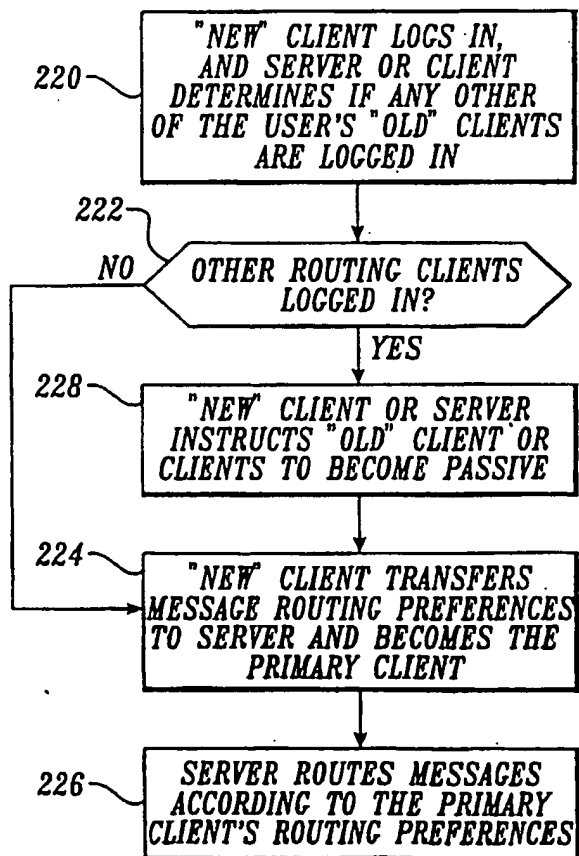 220
"NEW" CLIENT LOGS IN,
AND SERVER OR CLIENT
DETERMINES IF ANY OTHER
OF THE USER'S "OLD" CLIENTS
ARE LOGGED IN
222
NO
OTHER ROUTING CLIENTS
LOGGED IN?
YES
228
"NEW" CLIENT OR SERVER
INSTRUCTS "OLD" CLIENT OR
CLIENTS TO BECOME PASSIVE
224
"NEW" CLIENT TRANSFERS
MESSAGE ROUTING PREFERENCES
TO SERVER AND BECOMES THE
PRIMARY CLIENT
226
SERVER ROUTES MESSAGES
ACCORDING TO THE PRIMARY
CLIENT'S ROUTING PREFERENCES